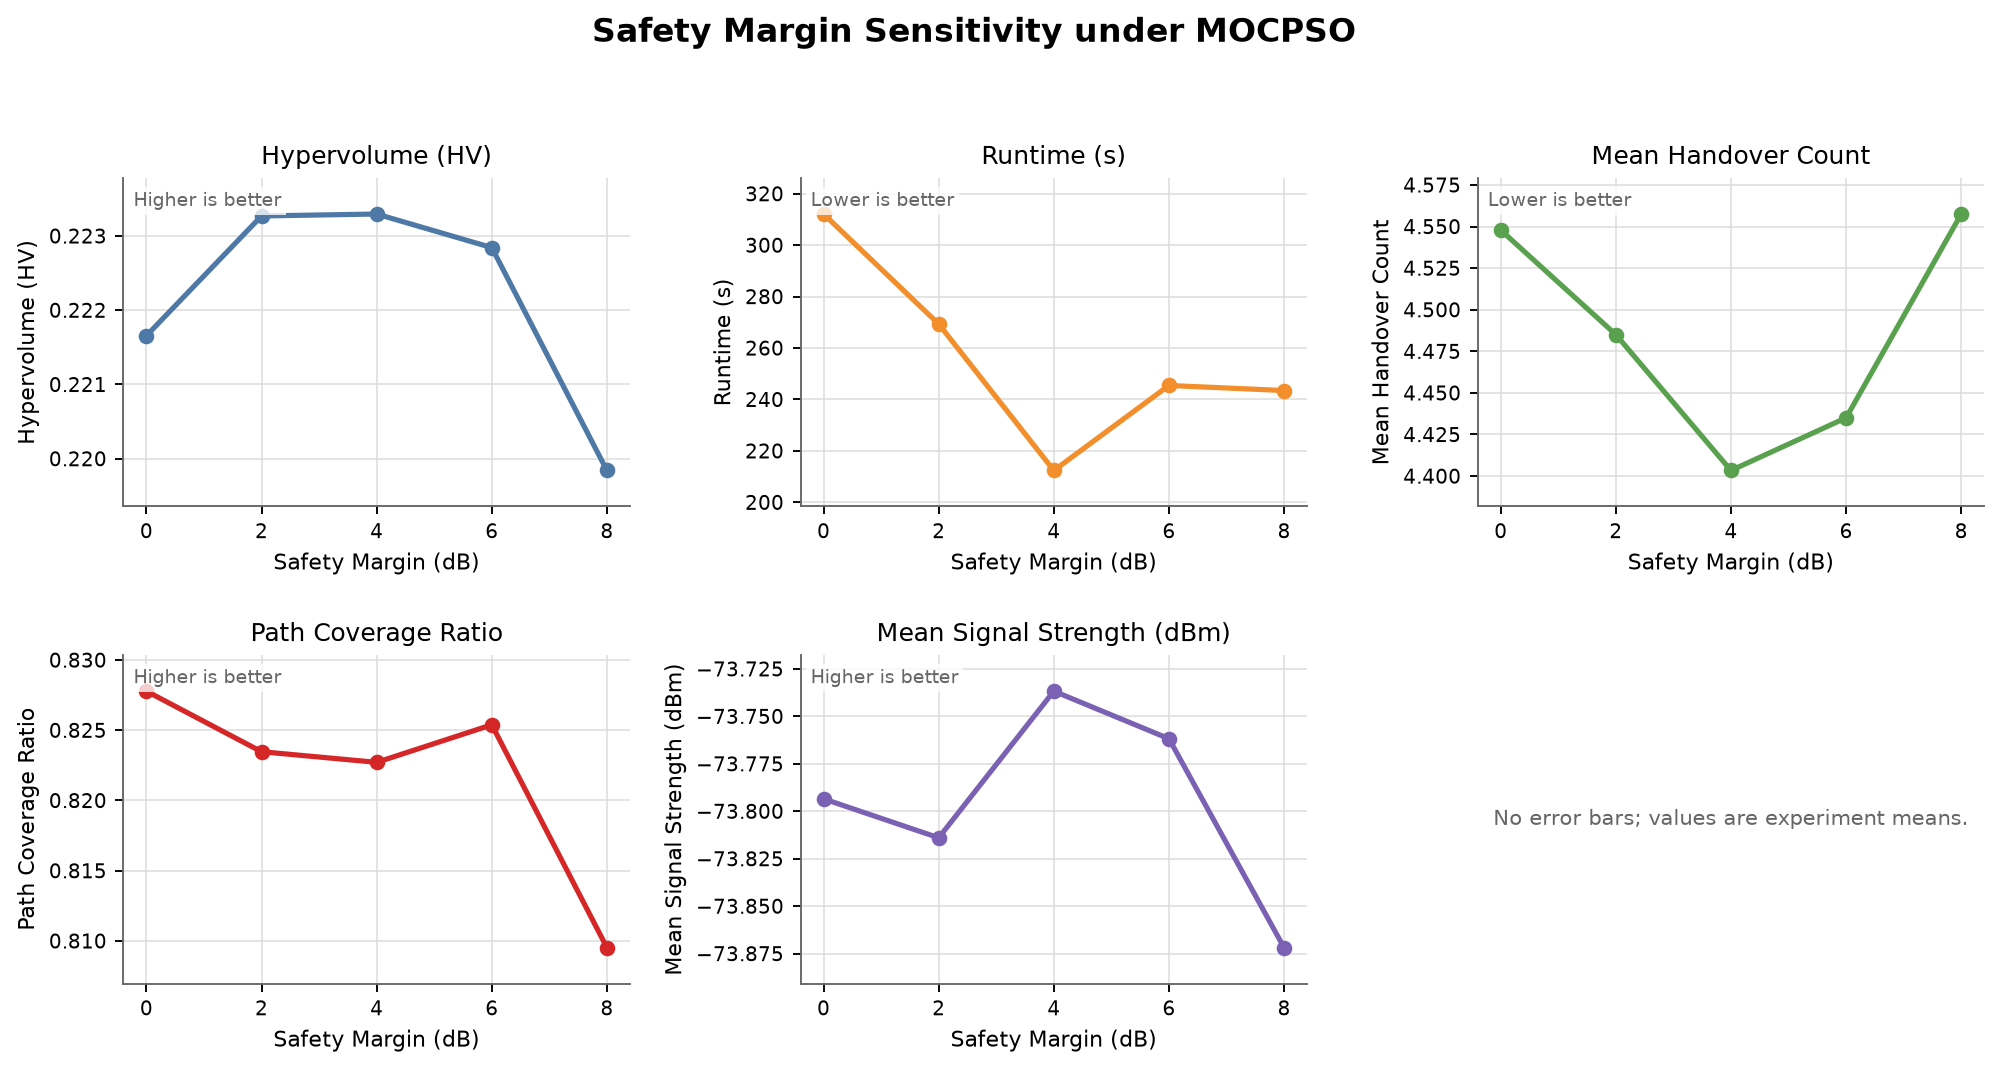 Safety Margin Sensitivity under MOCPSO
Hypervolume (HV)
Higher is better
Hypervolume (HV)
0.223
0.222
0.221
0.220
0 2 4 6 8
Safety Margin (dB)
Runtime (s)
Lower is better
Runtime (s)
320
300
280
260
240
220
200
0 2 4 6 8
Safety Margin (dB)
Mean Handover Count
Lower is better
Mean Handover Count
4.575
4.550
4.525
4.500
4.475
4.450
4.425
4.400
0 2 4 6 8
Safety Margin (dB)
Path Coverage Ratio
Higher is better
Path Coverage Ratio
0.830
0.825
0.820
0.815
0.810
0 2 4 6 8
Safety Margin (dB)
Mean Signal Strength (dBm)
Higher is better
Mean Signal Strength (dBm)
−73.725
−73.750
−73.775
−73.800
−73.825
−73.850
−73.875
0 2 4 6 8
Safety Margin (dB)
No error bars; values are experiment means.